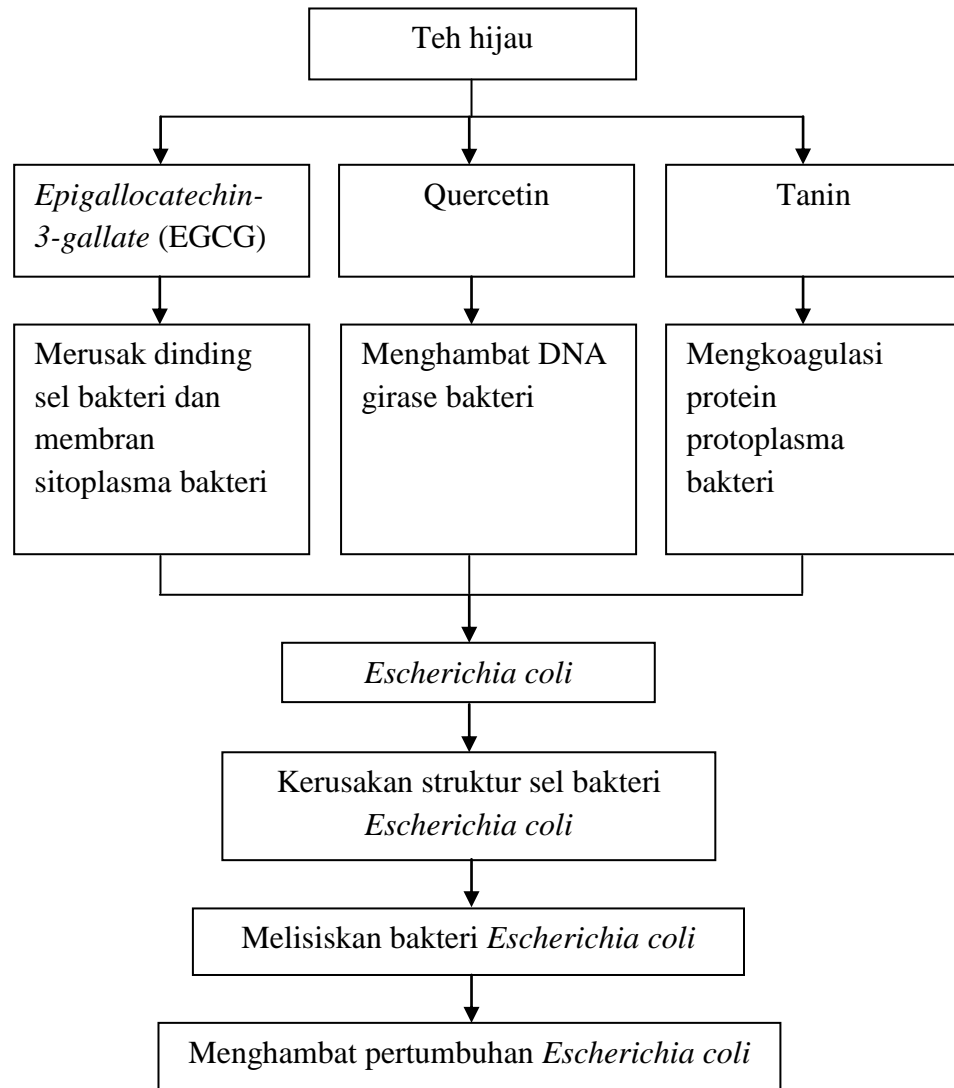 Teh hijau
Epigallocatechin-
3-gallate (EGCG)
Quercetin
Tanin
Merusak dinding
sel bakteri dan
membran
sitoplasma bakteri
Menghambat DNA
girase bakteri
Mengkoagulasi
protein
protoplasma
bakteri
Escherichia coli
Kerusakan struktur sel bakteri
Escherichia coli
Melisiskan bakteri Escherichia coli
Menghambat pertumbuhan Escherichia coli